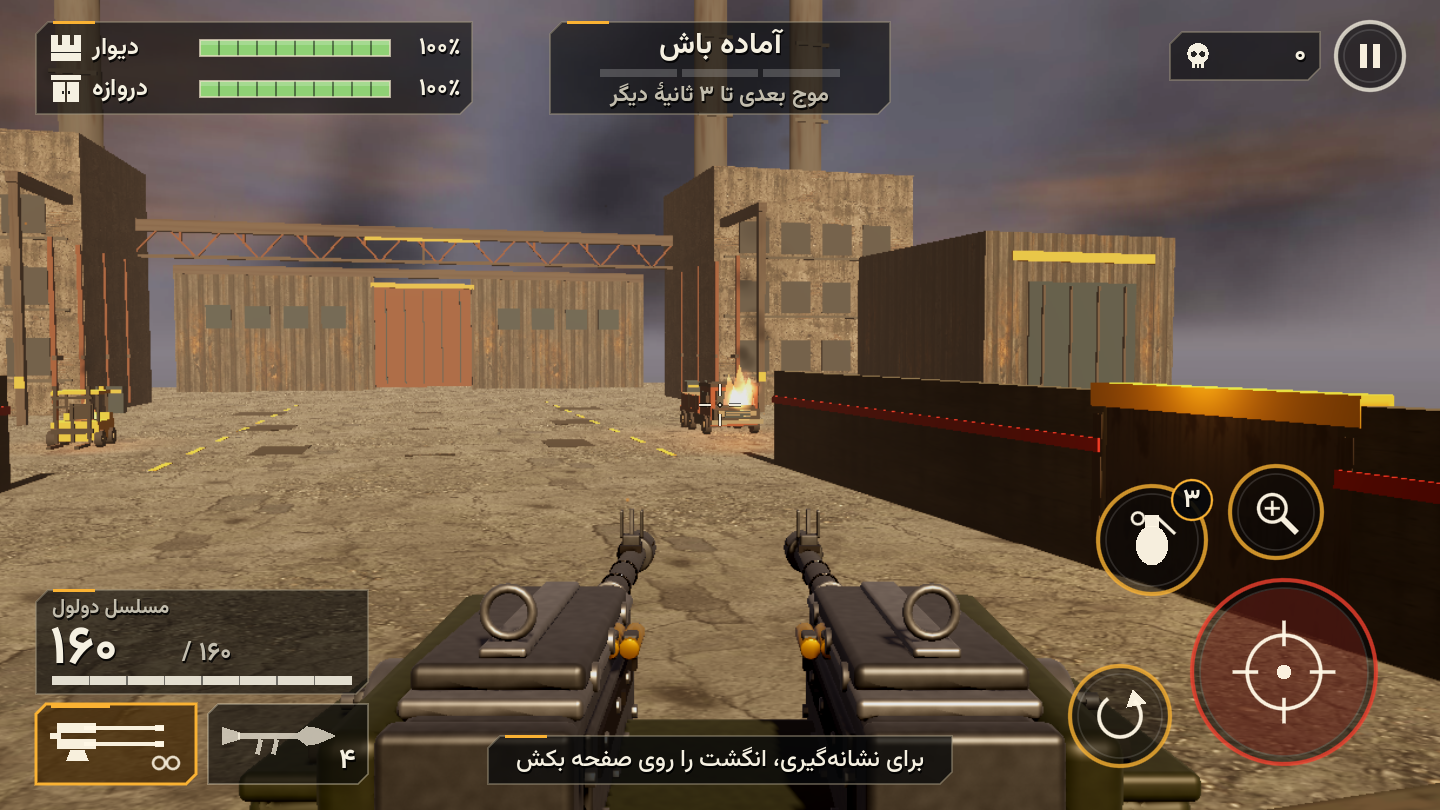 دیوار
۱۰۰٪
دروازه
۱۰۰٪
آماده باش
موج بعدی تا ۳ ثانیهٔ دیگر
۰
۳
مسلسل دولول
۱۶۰
/ ۱۶۰
∞
۴
برای نشانه‌گیری، انگشت را روی صفحه بکش